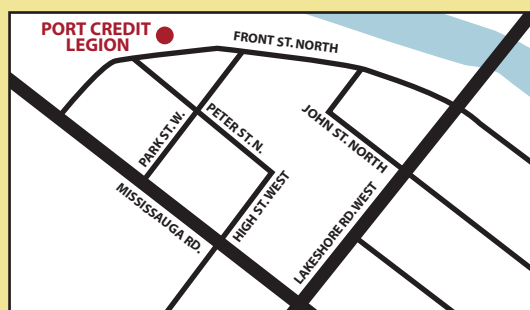 PORT CREDIT
LEGION
FRONT ST. NORTH
PARK ST. W.
PETER ST. N.
JOHN ST. NORTH
MISSISSAUGA RD.
HIGH ST. WEST
LAKESHORE RD. WEST